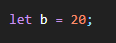 let b = 20;